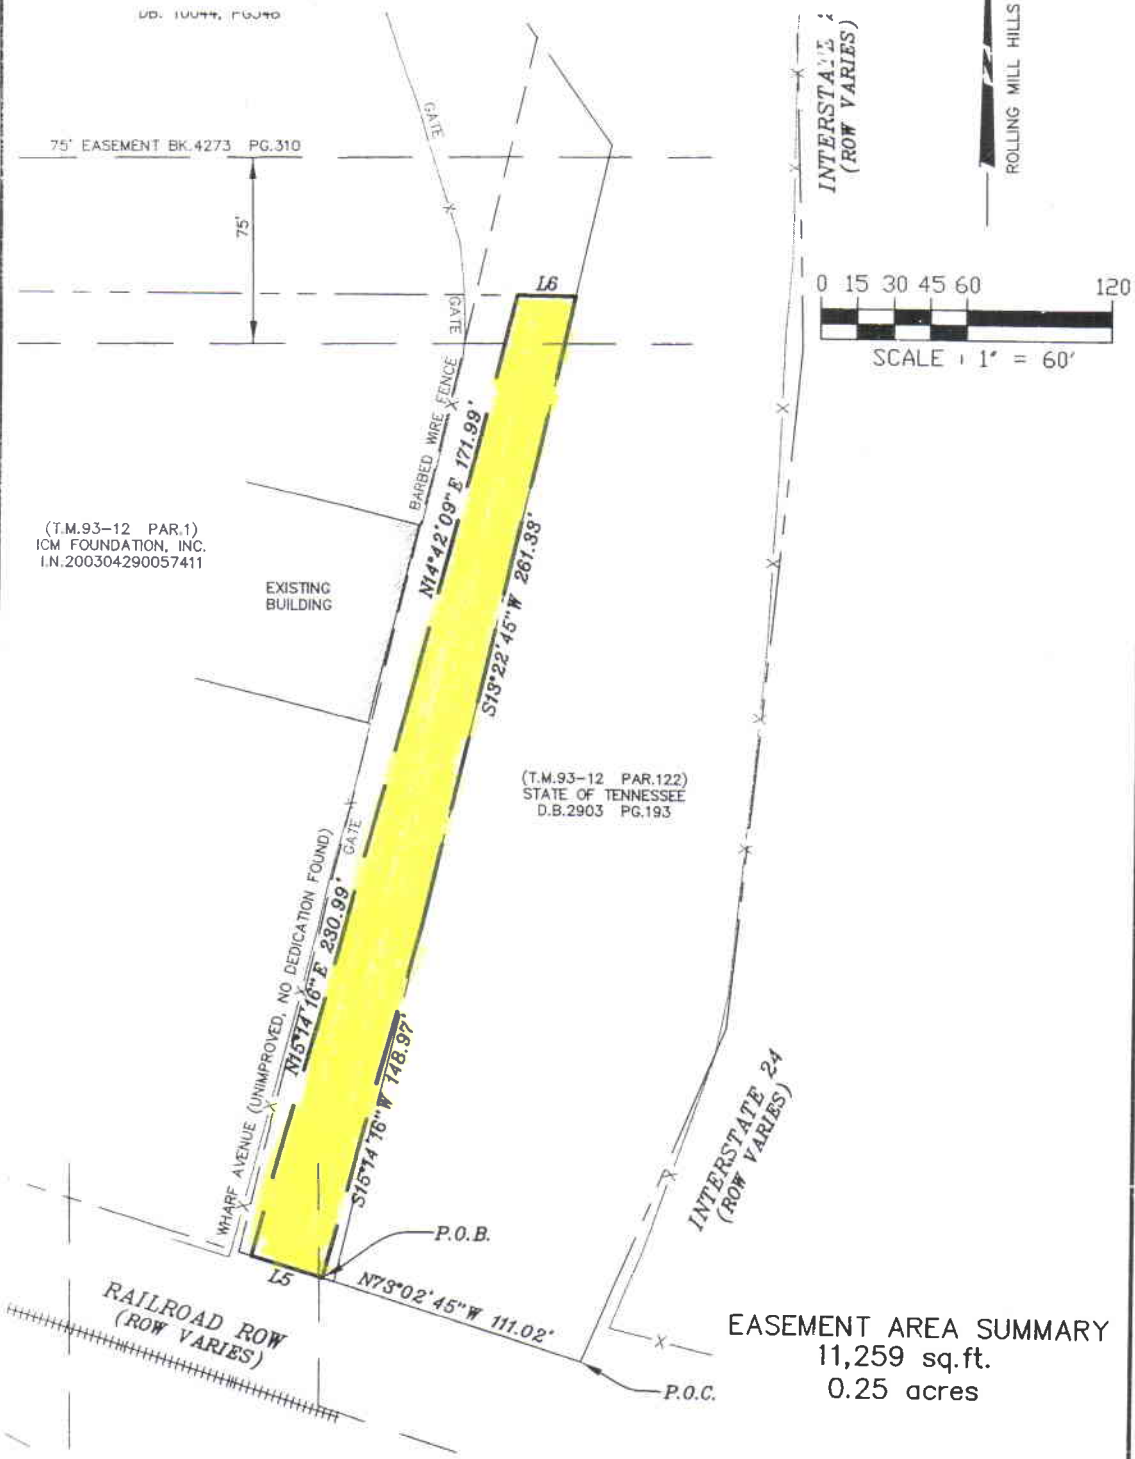 DB. 10044, PG346
INTERSTATE 2
(ROW VARIES)
ROLLING MILL HILLS
GATE
75' EASEMENT BK.4273 PG.310
75'
L6
GATE
0 15 30 45 60 120
SCALE : 1" = 60'
BARBED WIRE FENCE
X
N14°42'09"E 171.99'
S13°22'45"W 261.33'
(T.M.93-12 PAR.1)
ICM FOUNDATION, INC.
I.N.200304290057411
EXISTING
BUILDING
(T.M.93-12 PAR.122)
STATE OF TENNESSEE
D.B.2903 PG.193
GATE
WHARF AVENUE (UNIMPROVED, NO DEDICATION FOUND)
N15°14'16"E 230.99'
S15°14'16"W 148.97'
INTERSTATE 24
(ROW VARIES)
P.O.B.
L5
N73°02'45"W 111.02'
RAILROAD ROW
(ROW VARIES)
P.O.C.
EASEMENT AREA SUMMARY
11,259 sq.ft.
0.25 acres